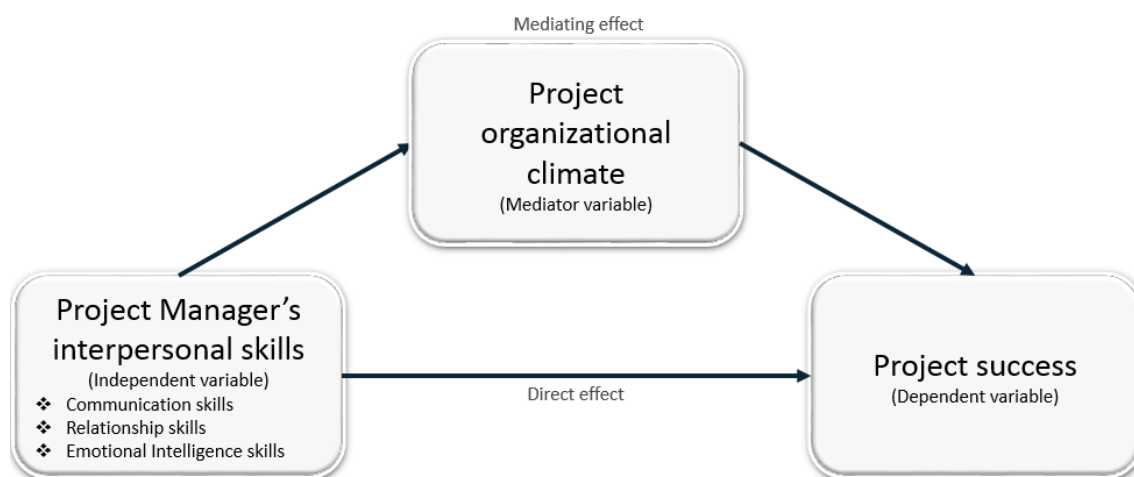 Mediating effect
Project
organizational
climate
(Mediator variable)
Project Manager’s
interpersonal skills
(Independent variable)
❖ Communication skills
❖ Relationship skills
❖ Emotional Intelligence skills
Direct effect
Project success
(Dependent variable)